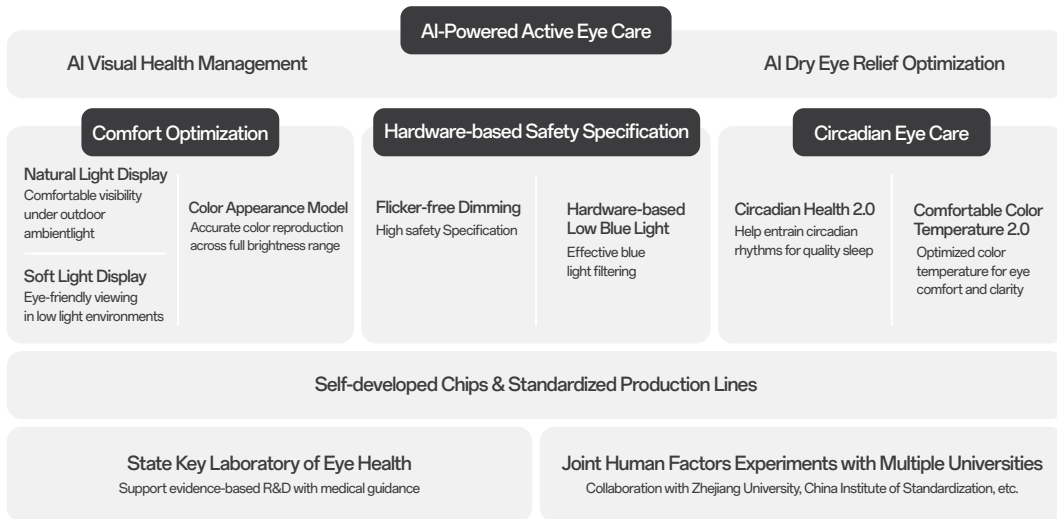 AI-Powered Active Eye Care
AI Visual Health Management
AI Dry Eye Relief Optimization
Comfort Optimization
Natural Light Display
Comfortable visibility
under outdoor
ambientlight
Soft Light Display
Eye-friendly viewing
in low light environments
Color Appearance Model
Accurate color reproduction
across full brightness range
Hardware-based Safety Specification
Flicker-free Dimming
High safety Specification
Hardware-based
Low Blue Light
Effective blue
light filtering
Circadian Eye Care
Circadian Health 2.0
Help entrain circadian
rhythms for quality sleep
Comfortable Color
Temperature 2.0
Optimized color
temperature for eye
comfort and clarity
Self-developed Chips & Standardized Production Lines
State Key Laboratory of Eye Health
Support evidence-based R&D with medical guidance
Joint Human Factors Experiments with Multiple Universities
Collaboration with Zhejiang University, China Institute of Standardization, etc.